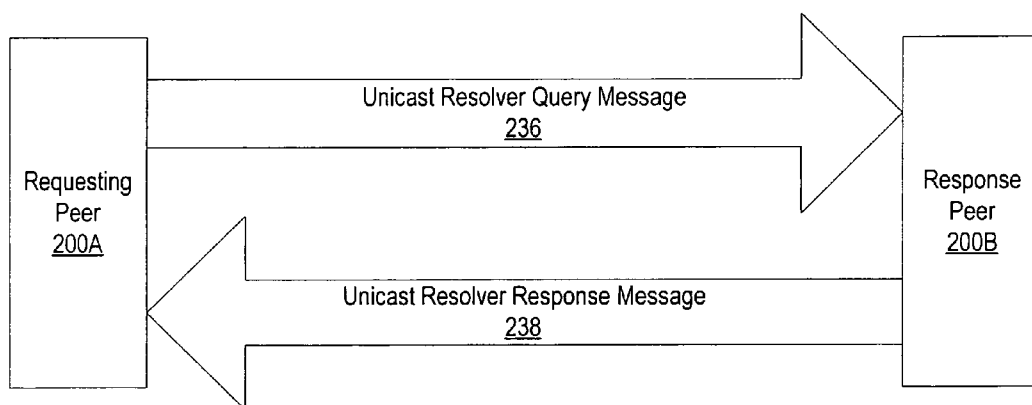 Unicast Resolver Query Message
236
Requesting
Peer
200A
Response
Peer
200B
Unicast Resolver Response Message
238